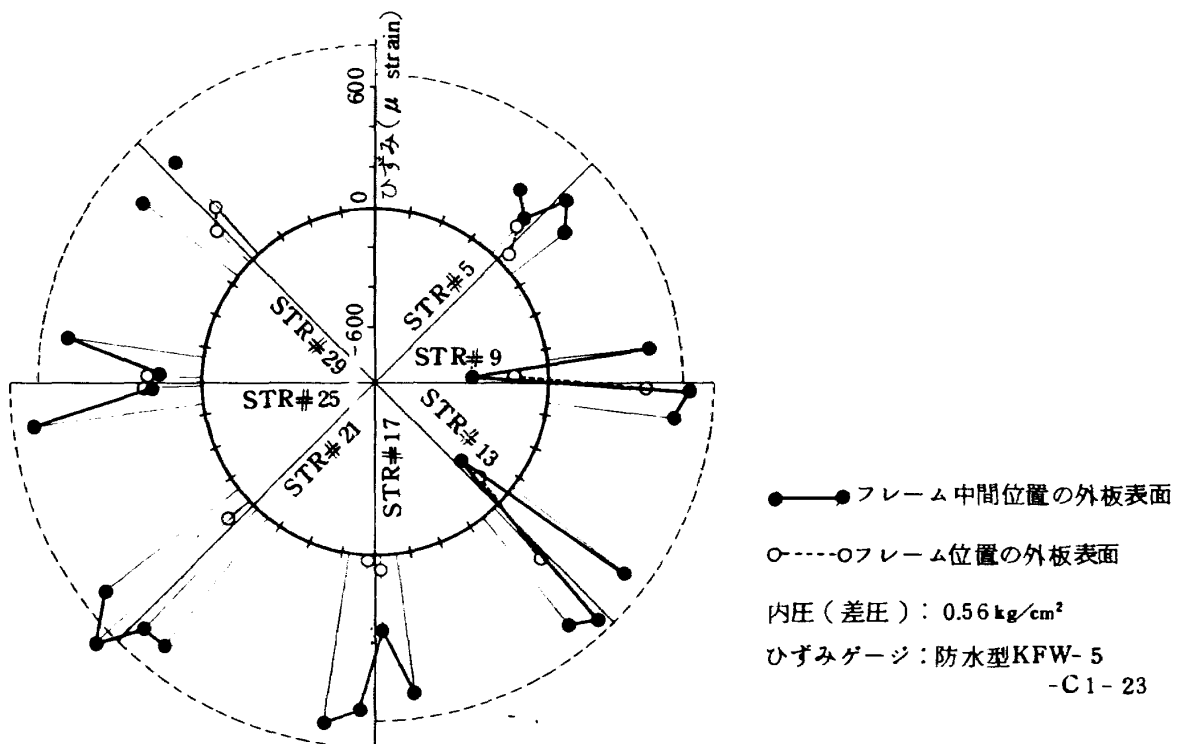 ひずみ(μ strain)
600
0
-600
STR#5
STR#9
STR#13
STR#17
STR#21
STR#25
STR#29
フレーム中間位置の外板表面
フレーム位置の外板表面
内圧(差圧): 0.56kg/cm²
ひずみゲージ:防水型KFW-5
-C1-23